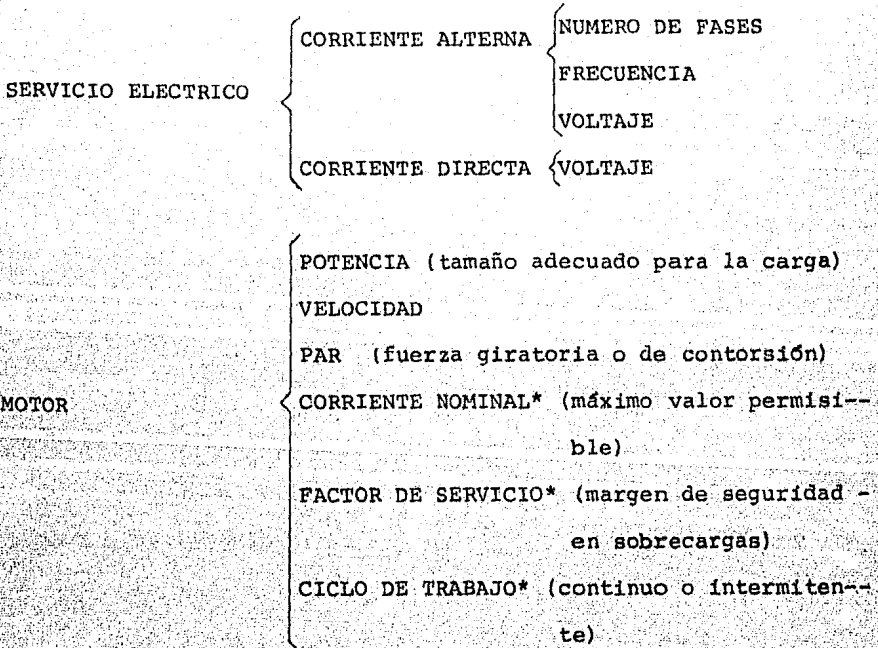 CORRIENTE ALTERNA
NUMERO DE FASES
FRECUENCIA
VOLTAJE
SERVICIO ELECTRICO
CORRIENTE DIRECTA VOLTAJE
POTENCIA (tamaño adecuado para la carga)
VELOCIDAD
PAR (fuerza giratoria o de contorsión)
MOTOR
CORRIENTE NOMINAL* (máximo valor permisi--
ble)
FACTOR DE SERVICIO* (margen de seguridad -
en sobrecargas)
CICLO DE TRABAJO* (continuo o intermiten--
te)